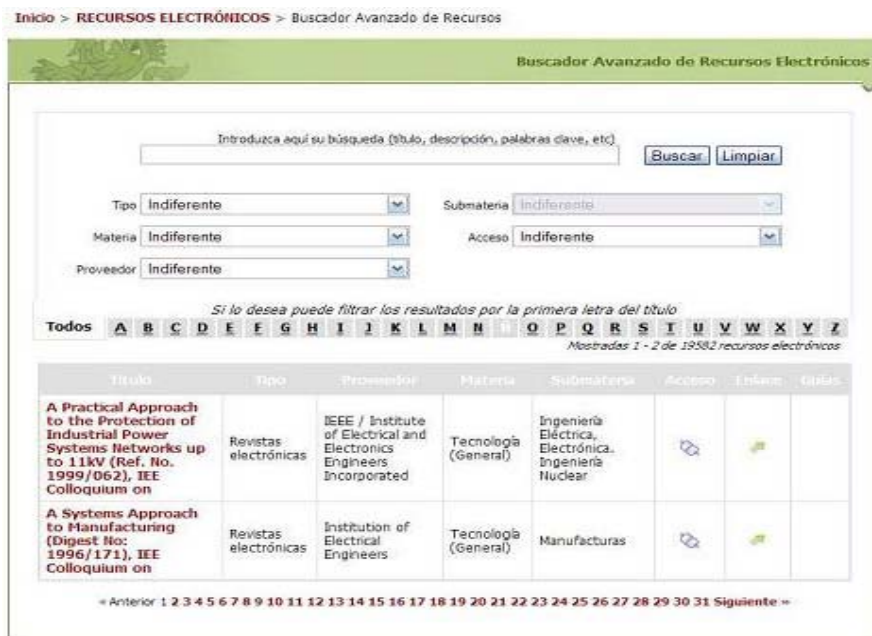 Inicio > RECURSOS ELECTRÓNICOS > Buscador Avanzado de Recursos
Buscador Avanzado de Recursos Electrónicos
Introduzca aquí su búsqueda (título, descripción, palabras clave, etc)
Buscar Limpiar
Tipo Indiferente Submateria Indiferente
Materia Indiferente Acceso Indiferente
Proveedor Indiferente
Si lo desea puede filtrar los resultados por la primera letra del título
Todos A B C D E F G H I J K L M N O P Q R S T U V W X Y Z
Mostradas 1 - 2 de 19582 recursos electrónicos
Título Tipo Proveedor Materia Submateria Acceso Enlace Guías
A Practical Approach
to the Protection of
Industrial Power
Systems Networks up
to 11kV (Ref. No.
1999/062), IEE
Colloquium on
Revistas
electrónicas
IEEE / Institute
of Electrical and
Electronics
Engineers
Incorporated
Tecnología
(General)
Ingeniería
Eléctrica,
Electrónica.
Ingeniería
Nuclear
A Systems Approach
to Manufacturing
(Digest No:
1996/171), IEE
Colloquium on
Revistas
electrónicas
Institution of
Electrical
Engineers
Tecnología
(General)
Manufacturas
« Anterior 1 2 3 4 5 6 7 8 9 10 11 12 13 14 15 16 17 18 19 20 21 22 23 24 25 26 27 28 29 30 31 Siguiente »